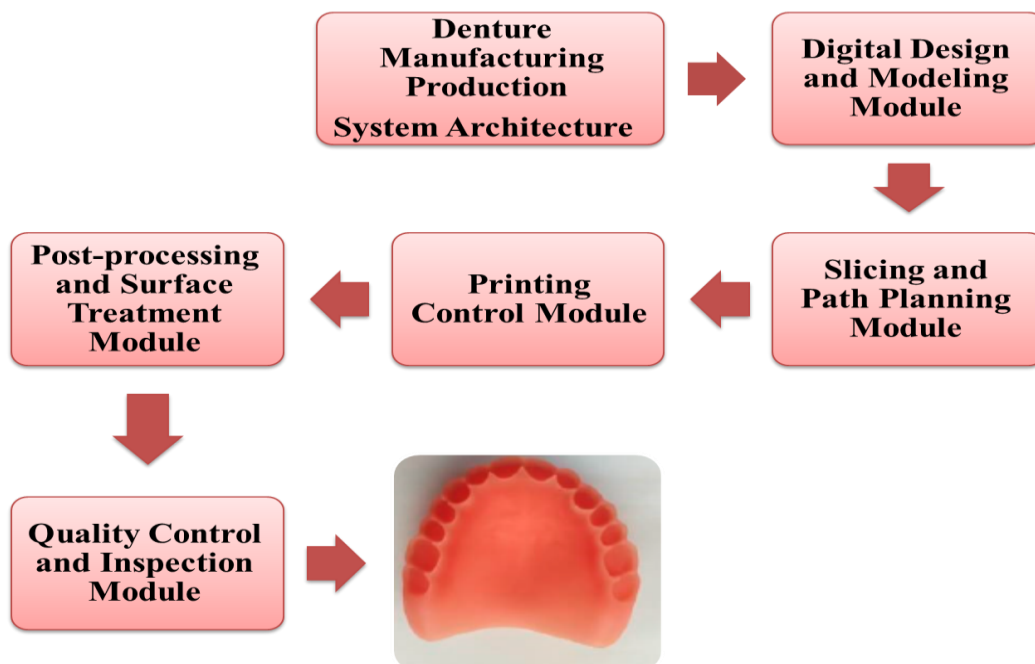 Denture
Manufacturing
Production
System Architecture
Digital Design
and Modeling
Module
Slicing and
Path Planning
Module
Printing
Control Module
Post-processing
and Surface
Treatment
Module
Quality Control
and Inspection
Module